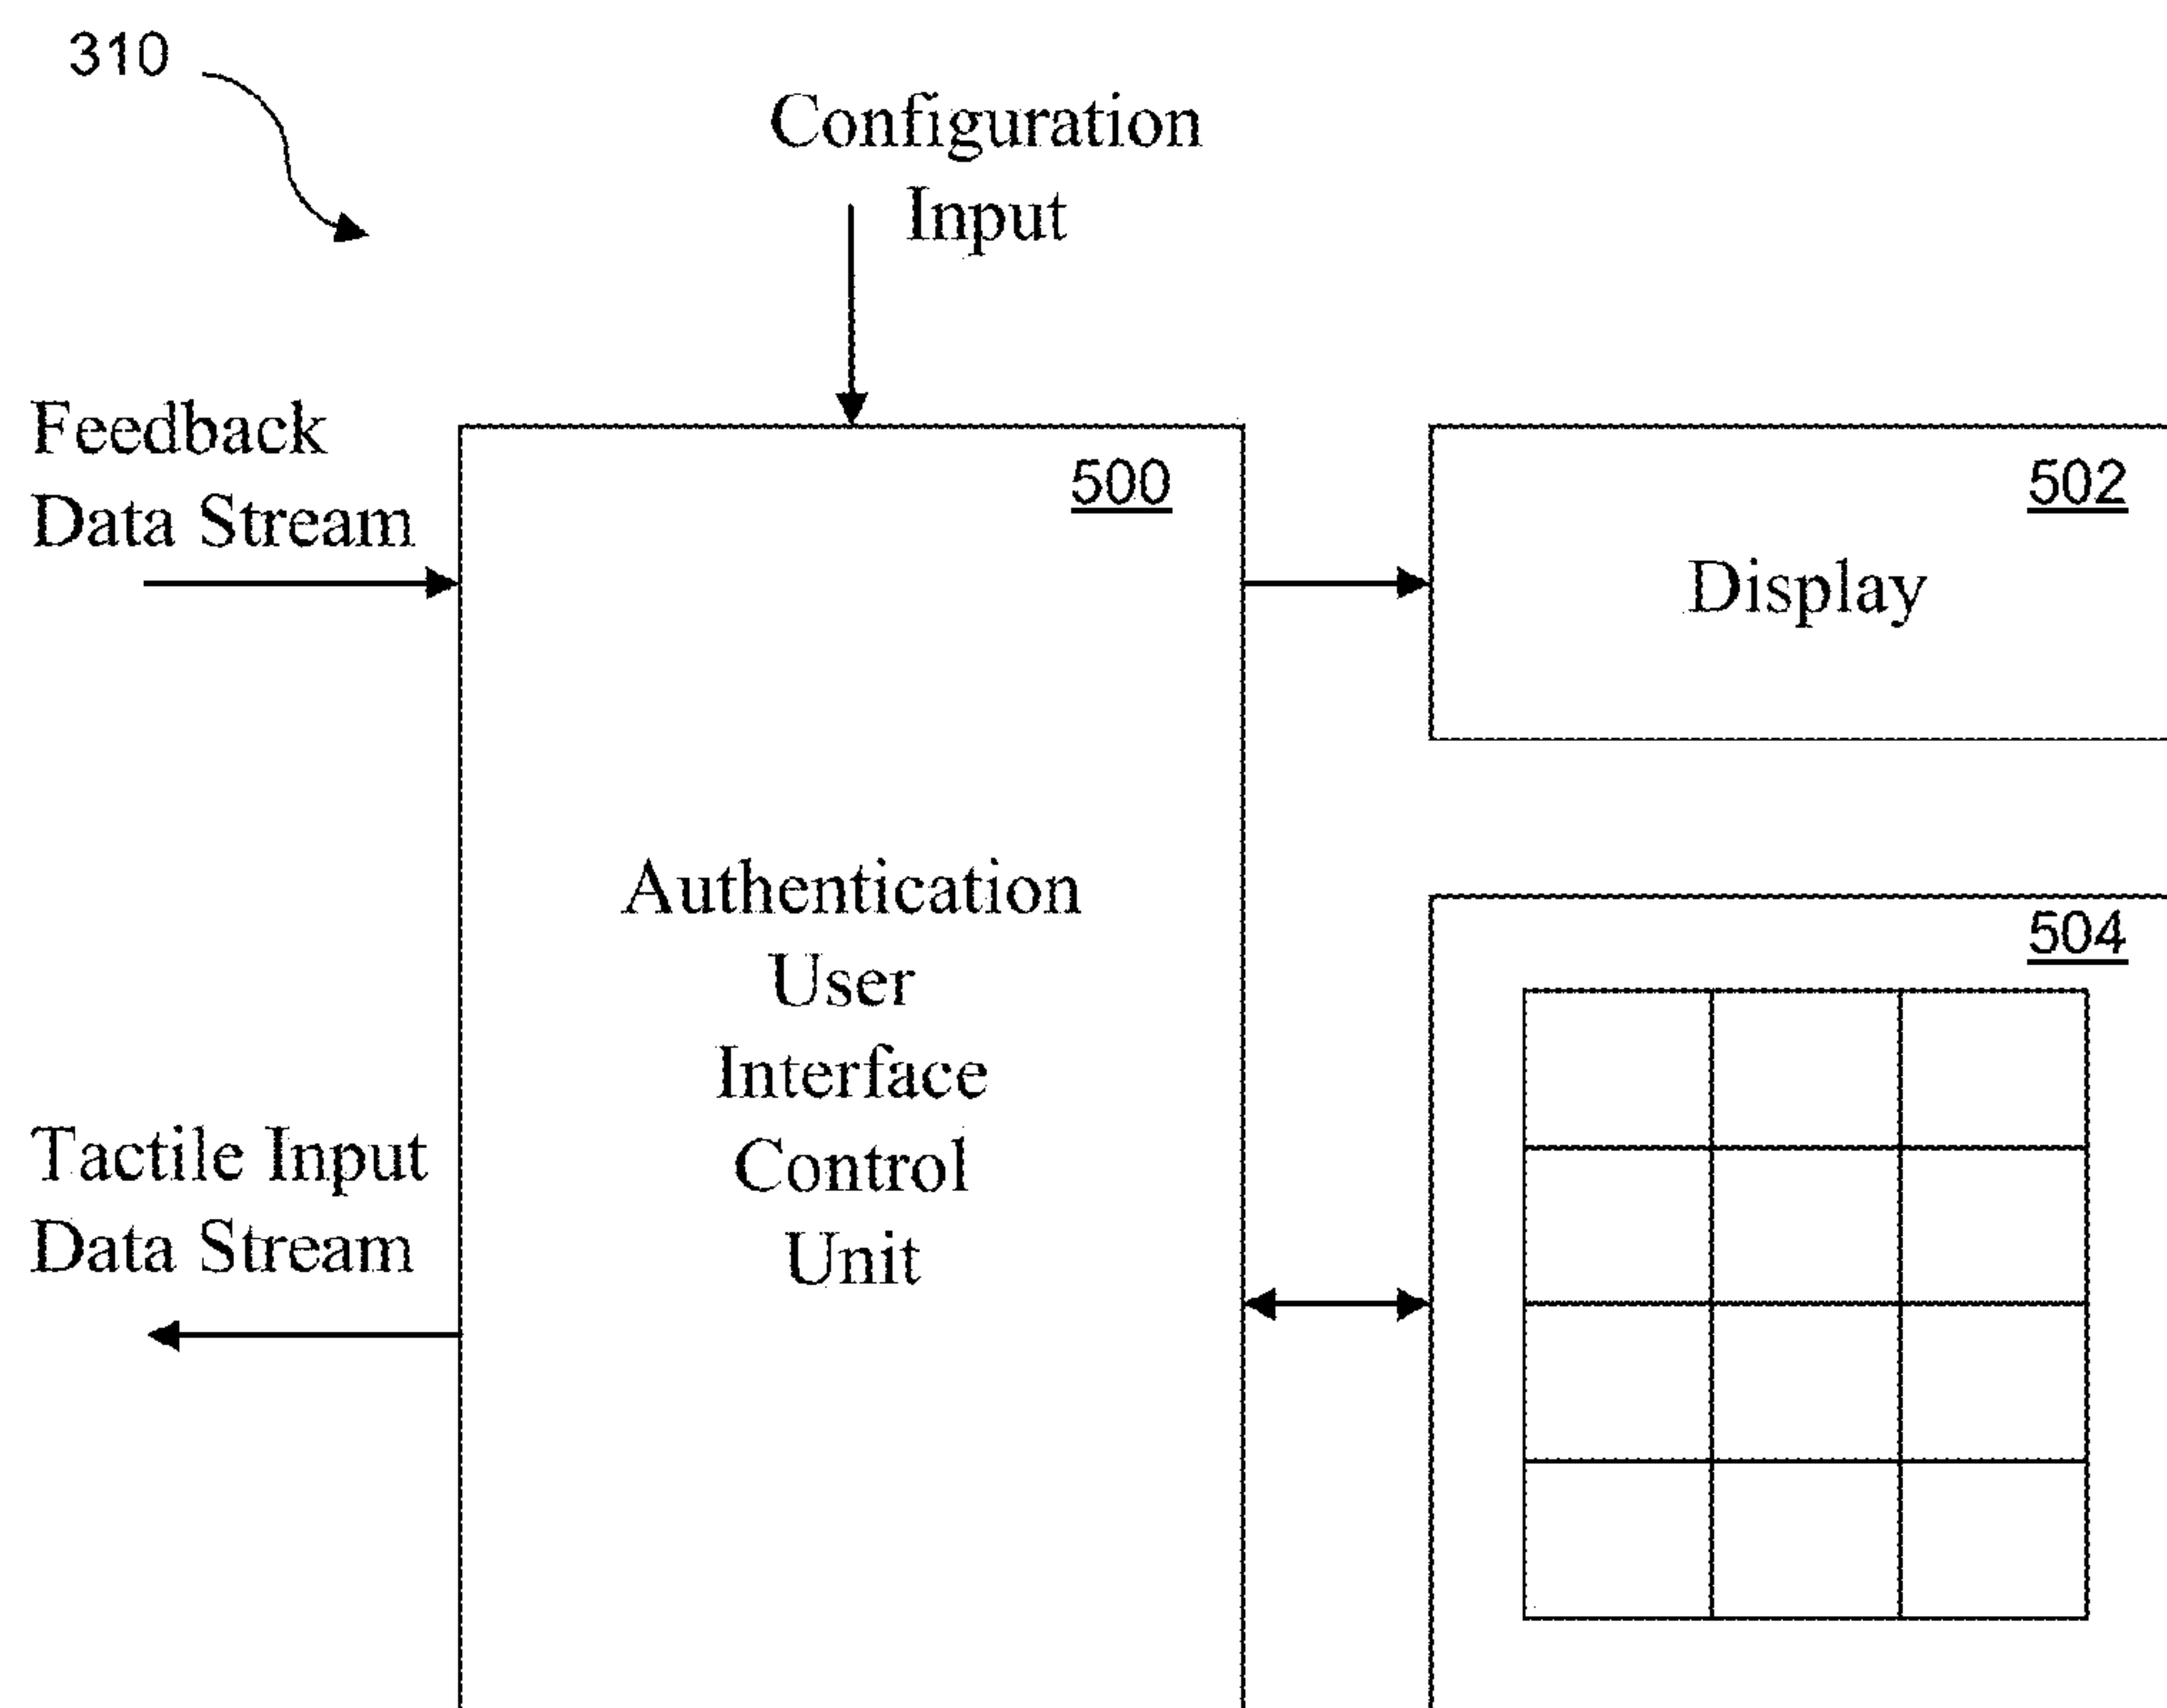 310
Configuration
Input
Feedback
Data Stream
500
502
Display
Authentication
User
Interface
Control
Unit
504
Tactile Input
Data Stream